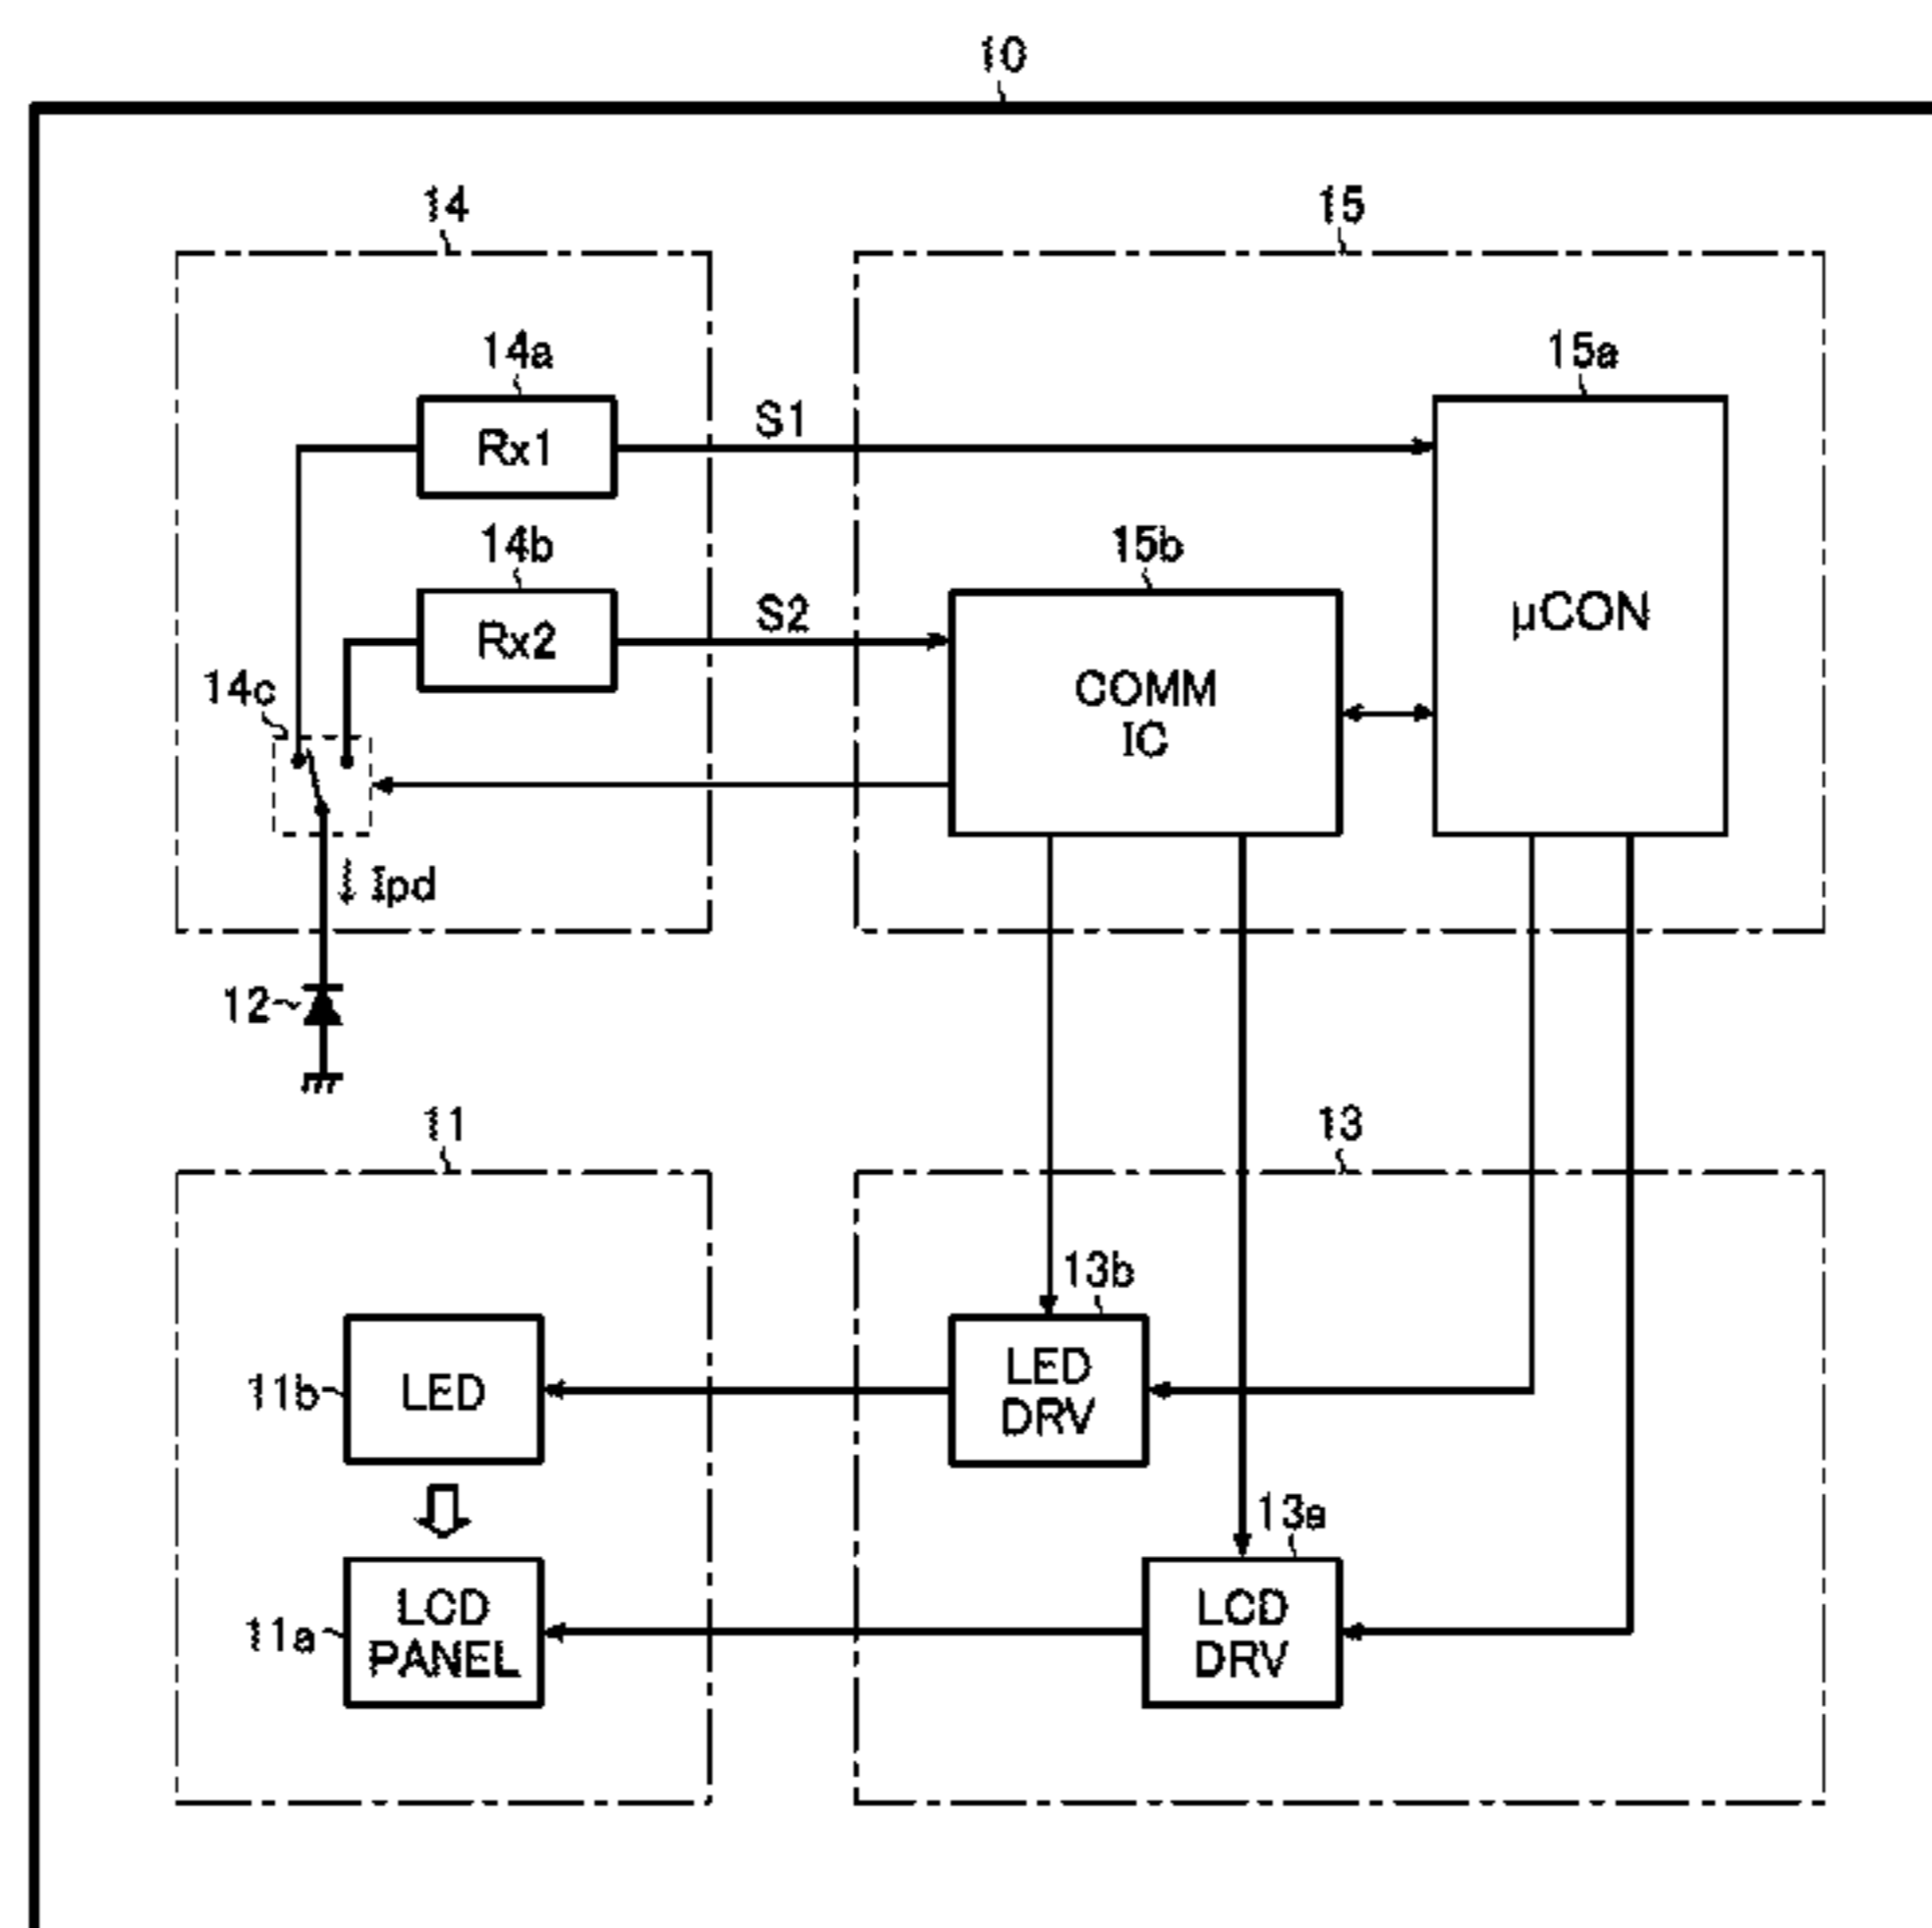 10
14
15
14a
15a
Rx1
S1
14b
15b
Rx2
S2
μCON
14c
COMM
IC
Ipd
12
11
13
13b
11b
LED
LED
DRV
13a
11a
LCD
PANEL
LCD
DRV